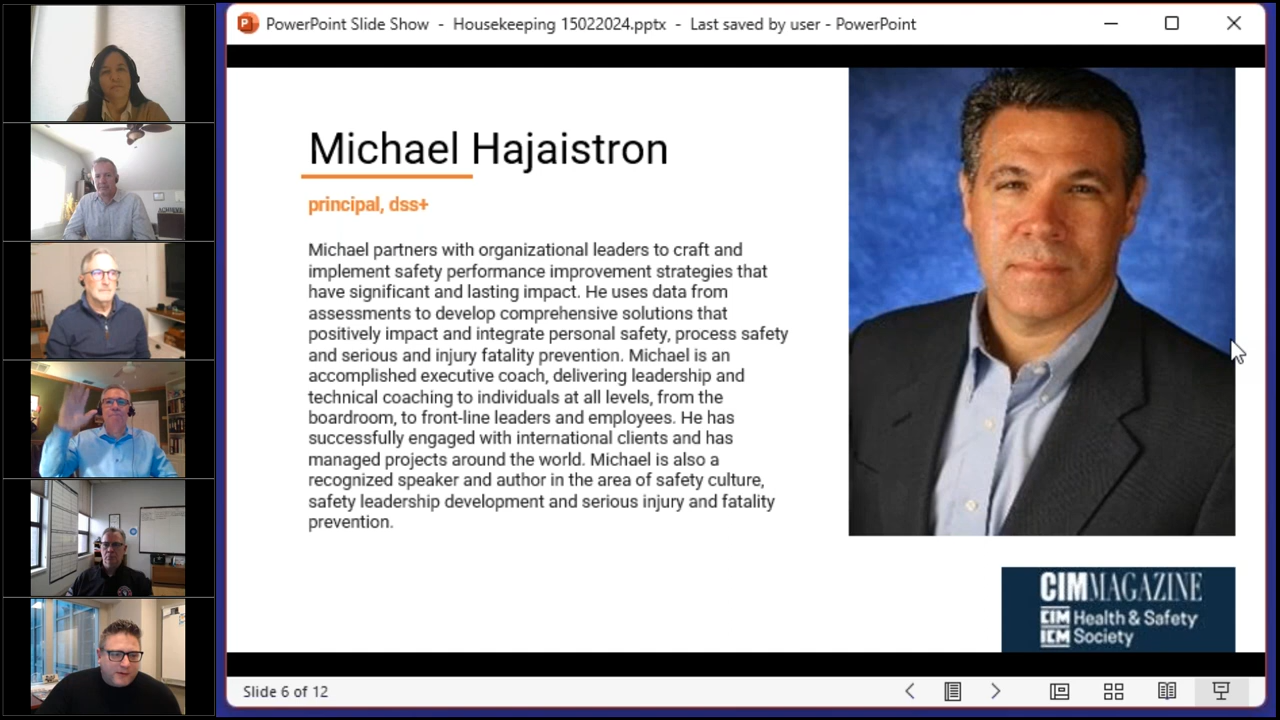 PowerPoint Slide Show - Housekeeping 15022024.pptx - Last saved by user - PowerPoint
Michael Hajaistron
principal, dss+
Michael partners with organizational leaders to craft and
implement safety performance improvement strategies that
have significant and lasting impact. He uses data from
assessments to develop comprehensive solutions that
positively impact and integrate personal safety, process safety
and serious and injury fatality prevention. Michael is an
accomplished executive coach, delivering leadership and
technical coaching to individuals at all levels, from the
boardroom, to front-line leaders and employees. He has
successfully engaged with international clients and has
managed projects around the world. Michael is also a
recognized speaker and author in the area of safety culture,
safety leadership development and serious injury and fatality
prevention.
CIM MAGAZINE
CIM Health & Safety
ICM Society
Slide 6 of 12